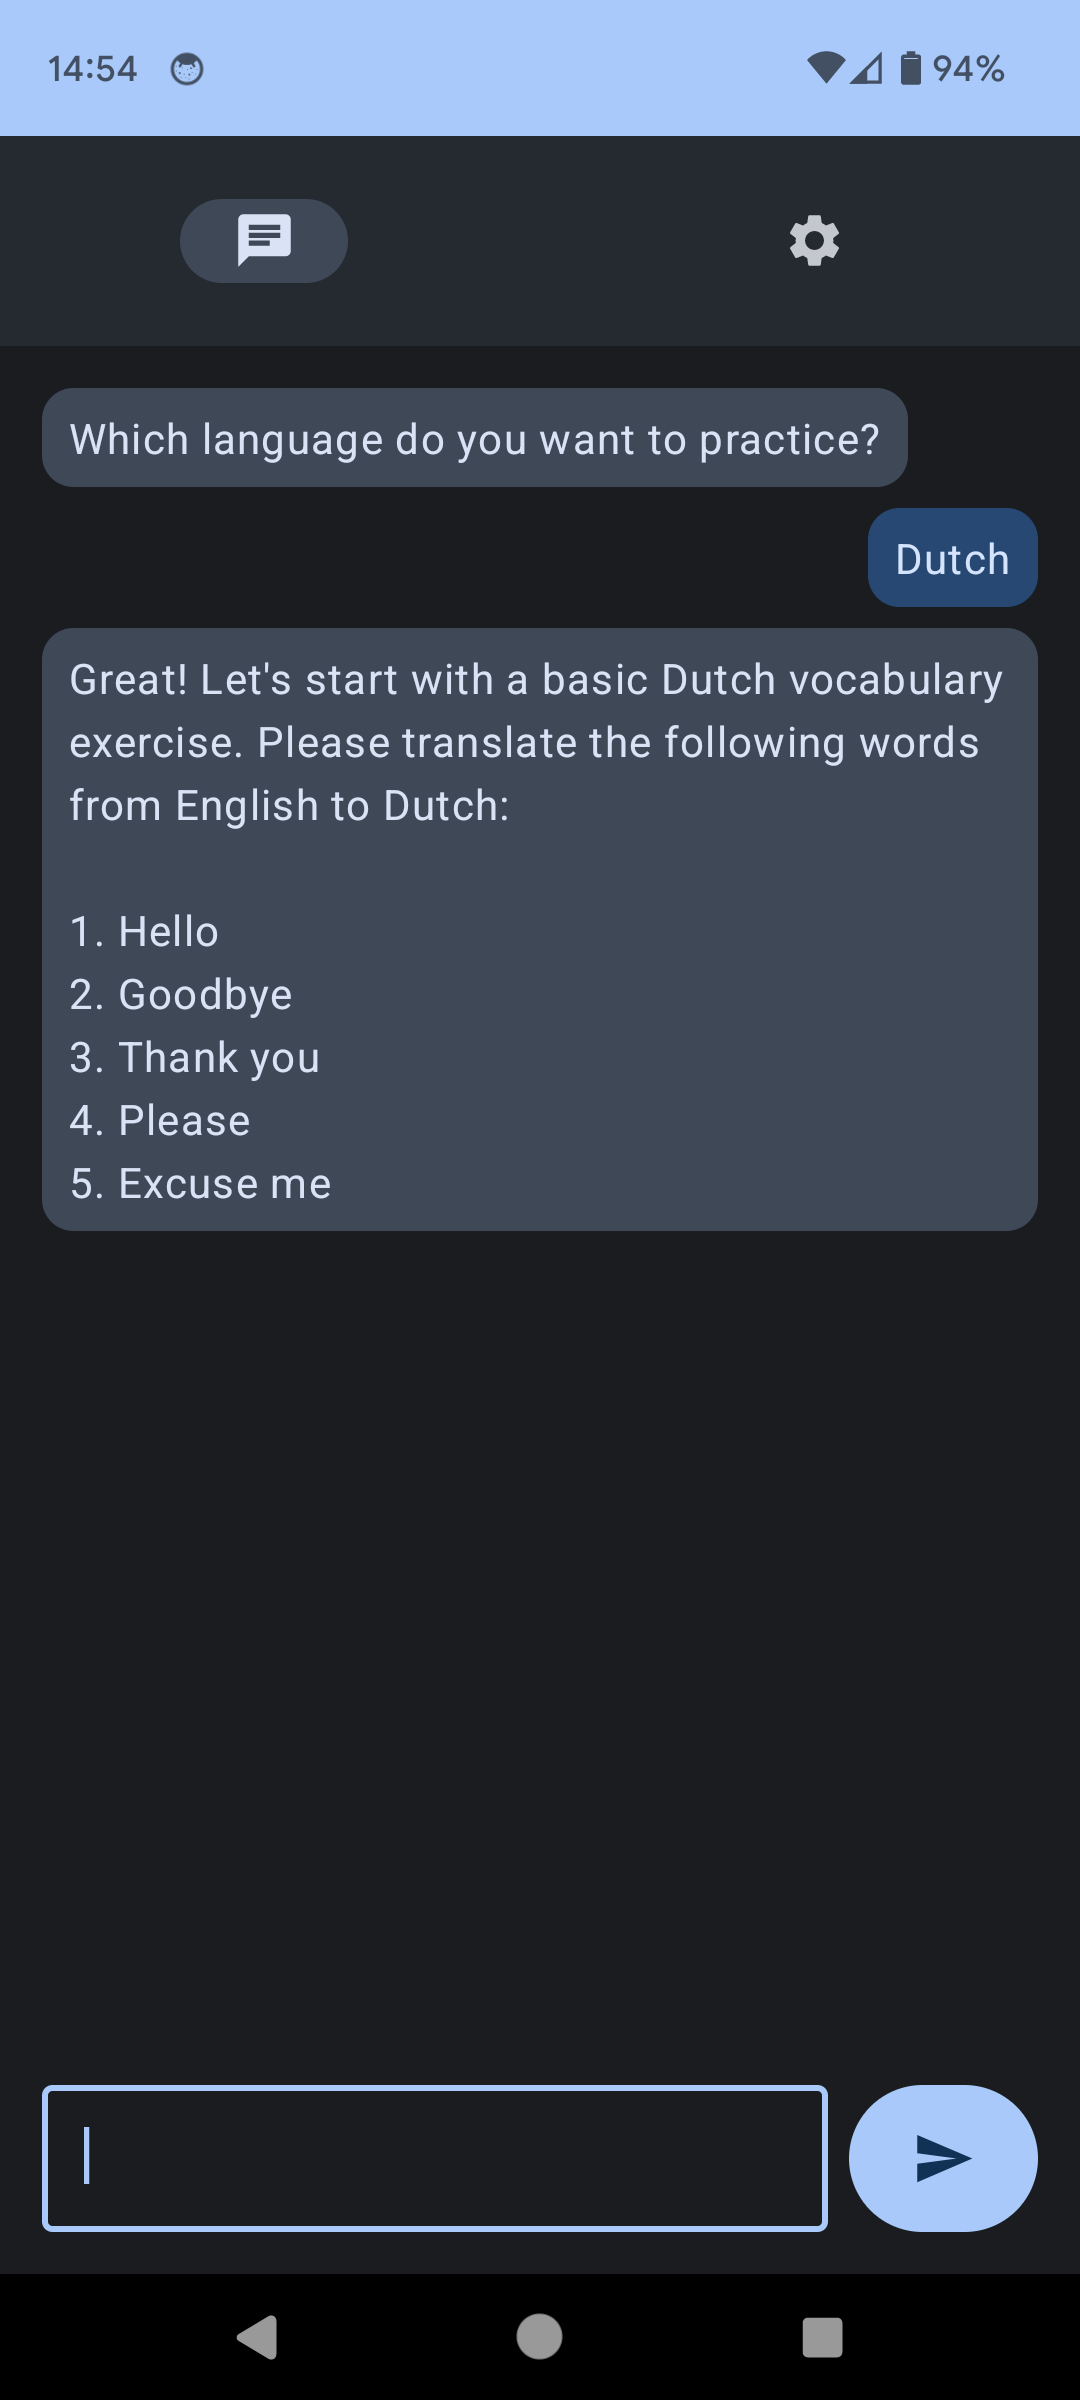 14:54 94%
Which language do you want to practice?
Dutch
Great! Let's start with a basic Dutch vocabulary
exercise. Please translate the following words
from English to Dutch:
1. Hello
2. Goodbye
3. Thank you
4. Please
5. Excuse me